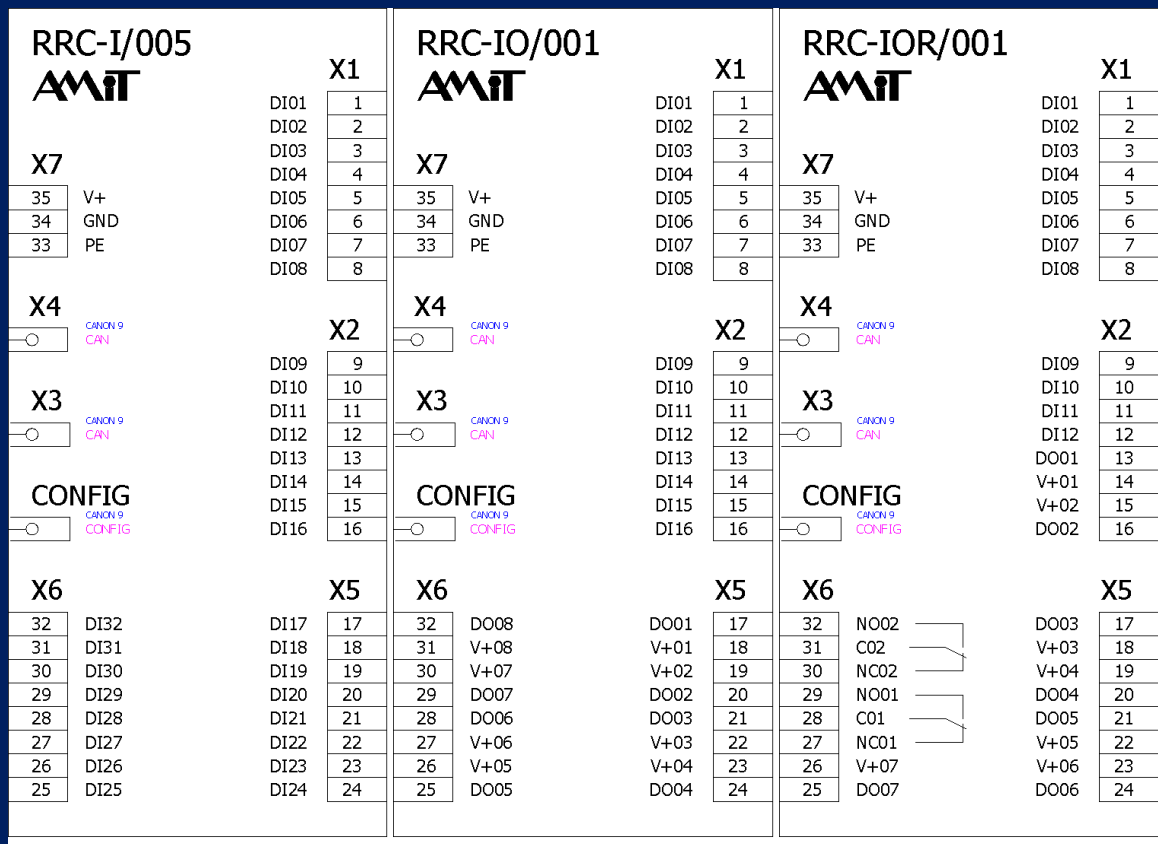 RRC-I/005
AMiT
X1
DI01 1
DI02 2
DI03 3
DI04 4
DI05 5
DI06 6
DI07 7
DI08 8
X7
35 V+
34 GND
33 PE
X4
CANON 9
CAN
X2
DI09 9
DI10 10
DI11 11
DI12 12
DI13 13
DI14 14
DI15 15
DI16 16
X3
CANON 9
CAN
CONFIG
CANON 9
CONFIG
X6
32 DI32
31 DI31
30 DI30
29 DI29
28 DI28
27 DI27
26 DI26
25 DI25
X5
DI17 17
DI18 18
DI19 19
DI20 20
DI21 21
DI22 22
DI23 23
DI24 24
RRC-IO/001
AMiT
X1
DI01 1
DI02 2
DI03 3
DI04 4
DI05 5
DI06 6
DI07 7
DI08 8
X7
35 V+
34 GND
33 PE
X4
CANON 9
CAN
X2
DI09 9
DI10 10
DI11 11
DI12 12
DI13 13
DI14 14
DI15 15
DI16 16
X3
CANON 9
CAN
CONFIG
CANON 9
CONFIG
X6
32 DO08
31 V+08
30 V+07
29 DO07
28 DO06
27 V+06
26 V+05
25 DO05
X5
DO01 17
V+01 18
V+02 19
DO02 20
DO03 21
V+03 22
V+04 23
DO04 24
RRC-IOR/001
AMiT
X1
DI01 1
DI02 2
DI03 3
DI04 4
DI05 5
DI06 6
DI07 7
DI08 8
X7
35 V+
34 GND
33 PE
X4
CANON 9
CAN
X2
DI09 9
DI10 10
DI11 11
DI12 12
DO01 13
V+01 14
V+02 15
DO02 16
X3
CANON 9
CAN
CONFIG
CANON 9
CONFIG
X6
32 NO02
31 C02
30 NC02
29 NO01
28 C01
27 NC01
26 V+07
25 DO07
X5
DO03 17
V+03 18
V+04 19
DO04 20
DO05 21
V+05 22
V+06 23
DO06 24